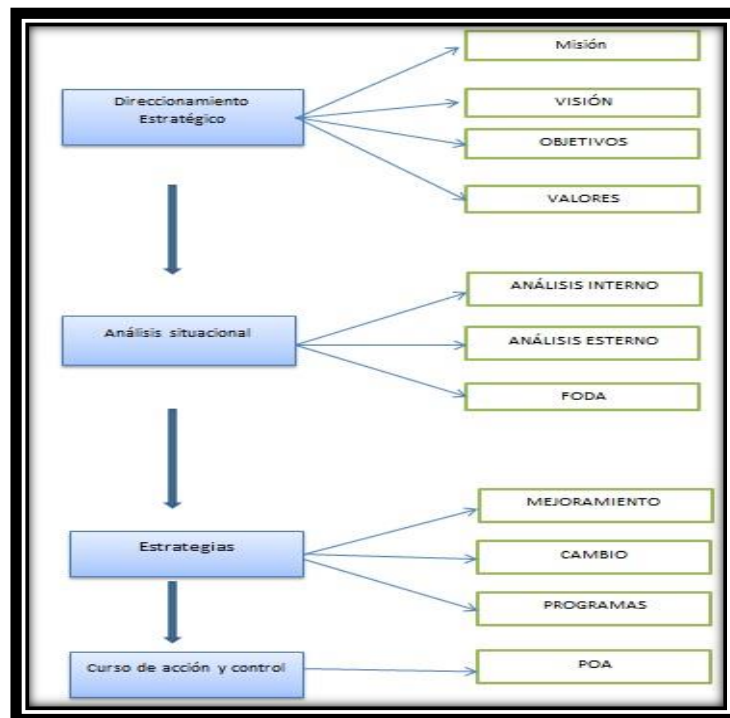 Direccionamiento
Estratégico
Misión
VISIÓN
OBJETIVOS
VALORES
Análisis situacional
ANÁLISIS INTERNO
ANÁLISIS ESTERNO
FODA
Estrategias
MEJORAMIENTO
CAMBIO
PROGRAMAS
Curso de acción y control
POA